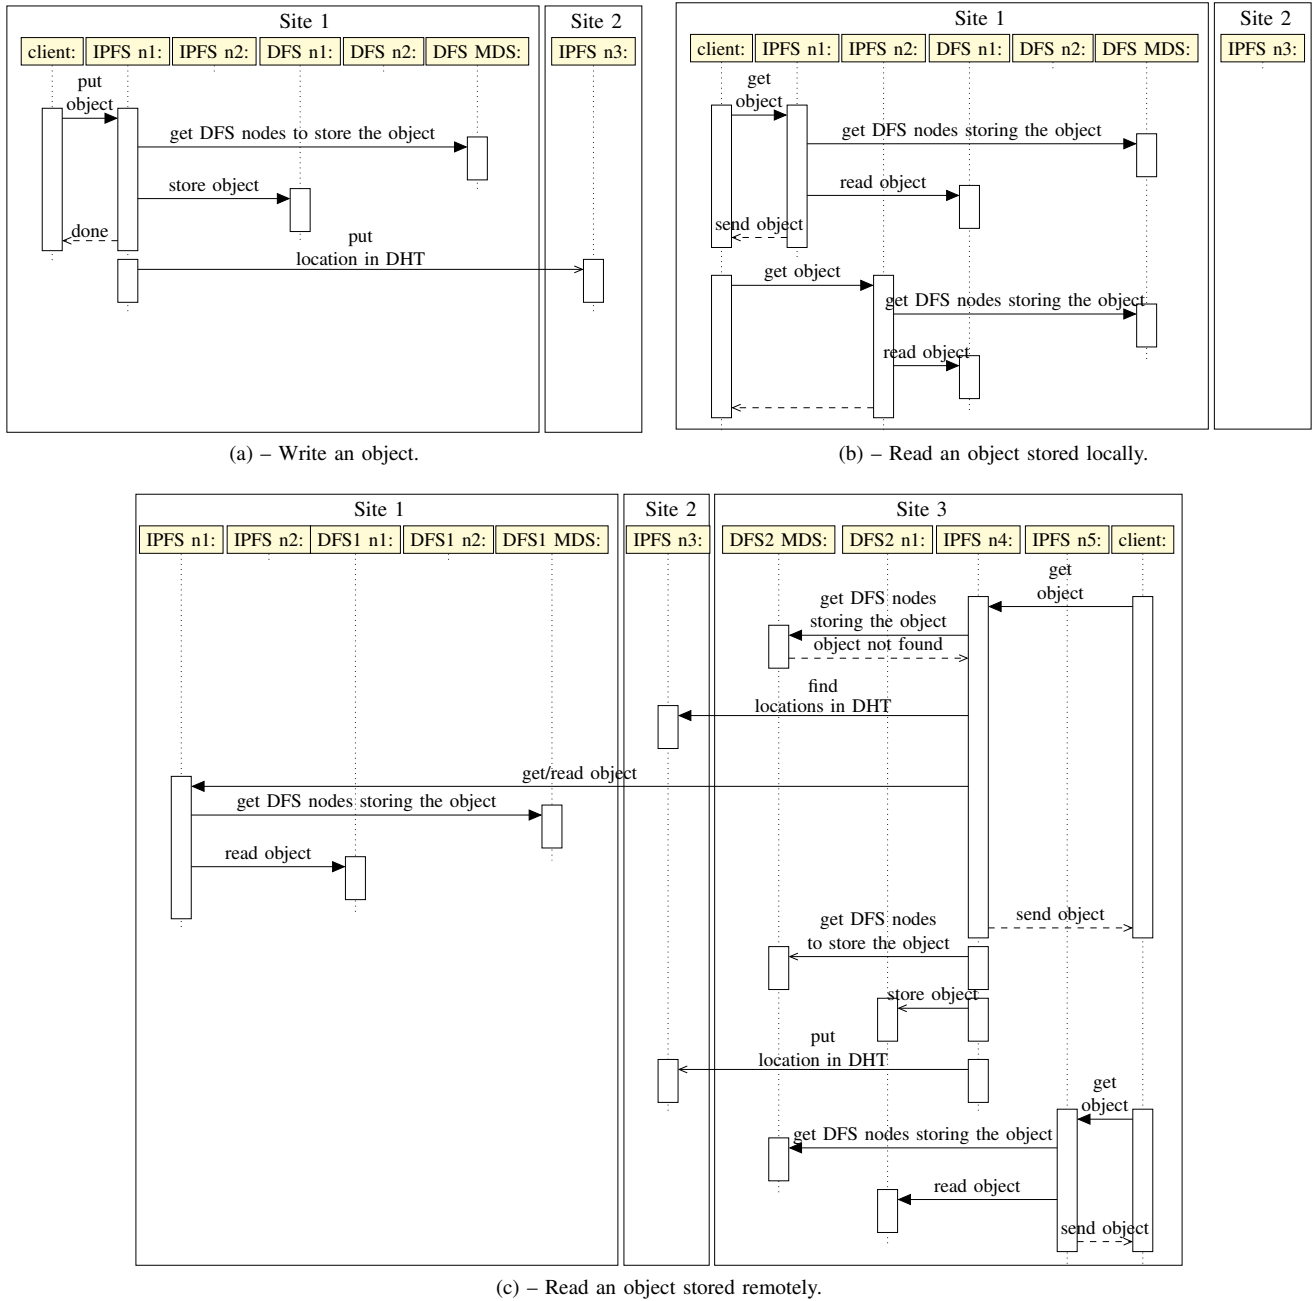 Site 1
Site 2
client:
IPFS n1:
IPFS n2:
DFS n1:
DFS n2:
DFS MDS:
IPFS n3:
put
object
get DFS nodes to store the object
store object
done
put
location in DHT
(a) – Write an object.
Site 1
Site 2
client:
IPFS n1:
IPFS n2:
DFS n1:
DFS n2:
DFS MDS:
IPFS n3:
get
object
get DFS nodes storing the object
read object
send object
get object
get DFS nodes storing the object
read object
(b) – Read an object stored locally.
Site 1
Site 2
Site 3
IPFS n1:
IPFS n2:
DFS1 n1:
DFS1 n2:
DFS1 MDS:
IPFS n3:
DFS2 MDS:
DFS2 n1:
IPFS n4:
IPFS n5:
client:
get
object
get DFS nodes
storing the object
object not found
find
locations in DHT
get/read object
get DFS nodes storing the object
read object
send object
get DFS nodes
to store the object
store object
put
location in DHT
get
object
get DFS nodes storing the object
read object
send object
(c) – Read an object stored remotely.